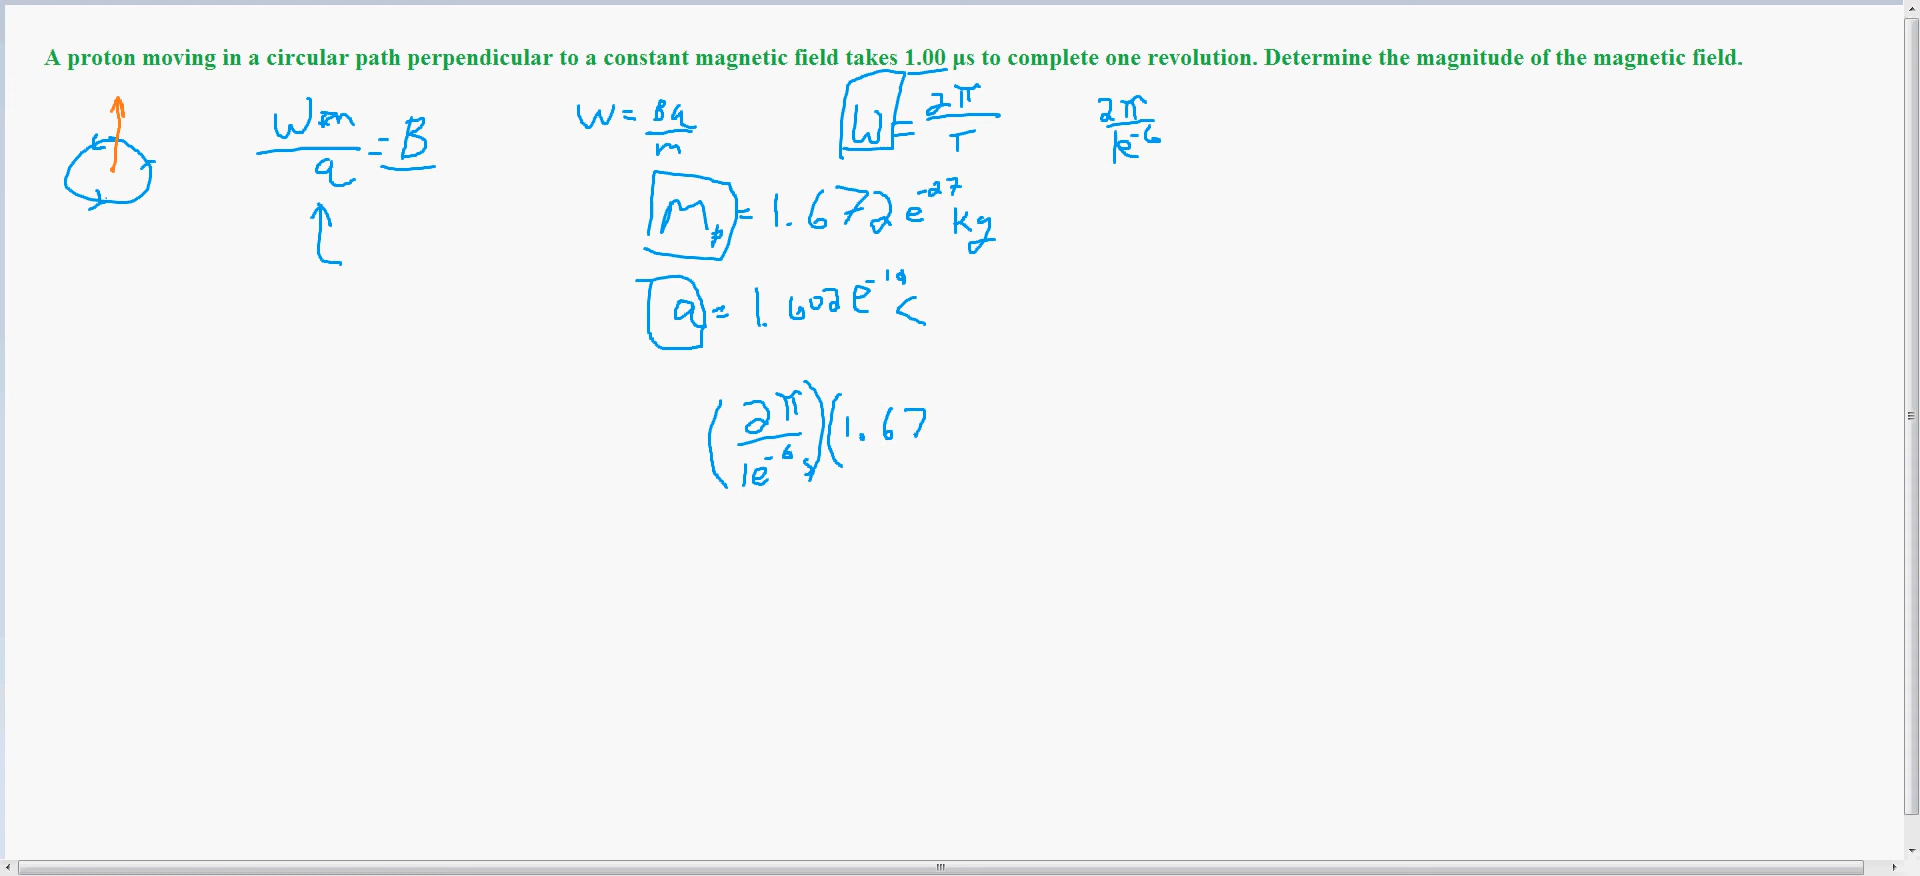 A proton moving in a circular path perpendicular to a constant magnetic field takes 1.00 μs to complete one revolution. Determine the magnitude of the magnetic field.
Wm/q = B
W = Bq/m
W = 2π/T
2π/1e^-6
m_p = 1.672e^-27 kg
q = 1.602e^-19 C
(2π/1e^-6 s)(1.67